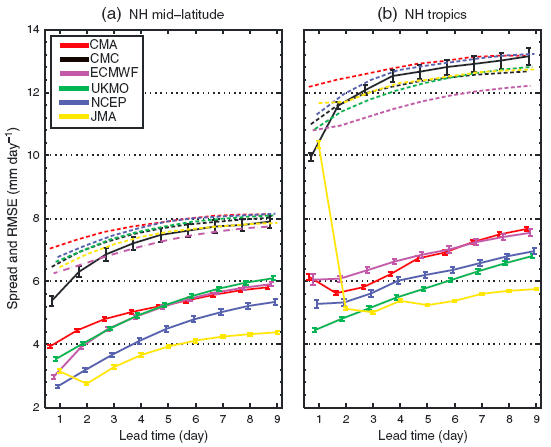 (a) NH mid-latitude
(b) NH tropics
Spread and RMSE (mm day⁻¹)
14
12
10
8
6
4
2
CMA
CMC
ECMWF
UKMO
NCEP
JMA
1 2 3 4 5 6 7 8 9
1 2 3 4 5 6 7 8 9
Lead time (day)
Lead time (day)